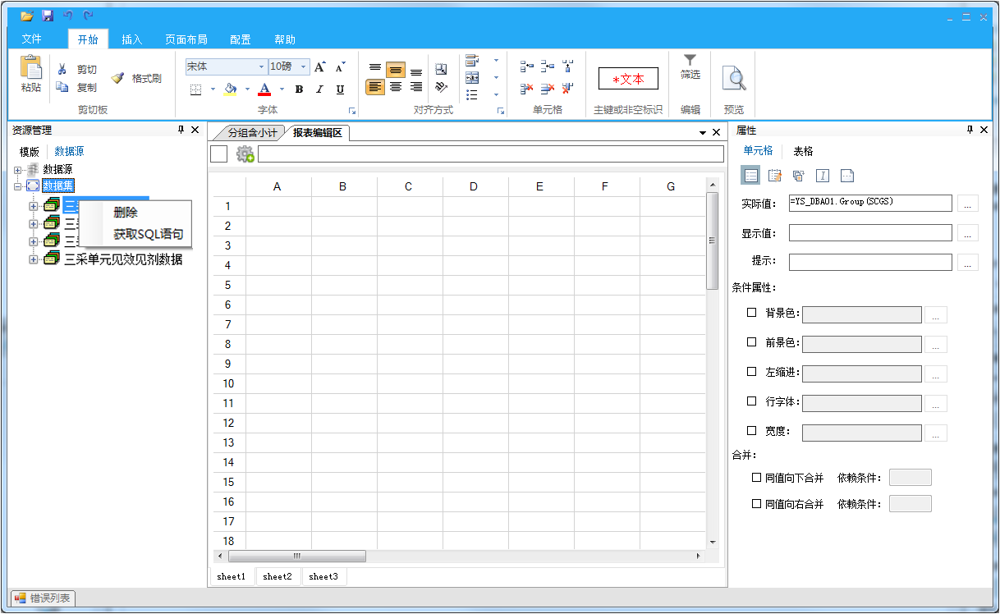 文件 开始 插入 页面布局 配置 帮助
粘贴 剪切 复制 格式刷
宋体 10磅 A A
B I U
*文本
筛选
剪切板 字体 对齐方式 单元格 主键或非空标识 编辑 预览
资源管理
模版 数据源
数据源
数据集
三
三
三
三采单元见效见剂数据
删除
获取SQL语句
分组含小计 报表编辑区
A B C D E F G
1
2
3
4
5
6
7
8
9
10
11
12
13
14
15
16
17
18
sheet1 sheet2 sheet3
属性
单元格 表格
实际值: =YS_DBA01.Group(SCGS) ...
显示值: ...
提示: ...
条件属性:
背景色: ...
前景色: ...
左缩进: ...
行字体: ...
宽度: ...
合并:
同值向下合并 依赖条件:
同值向右合并 依赖条件:
错误列表